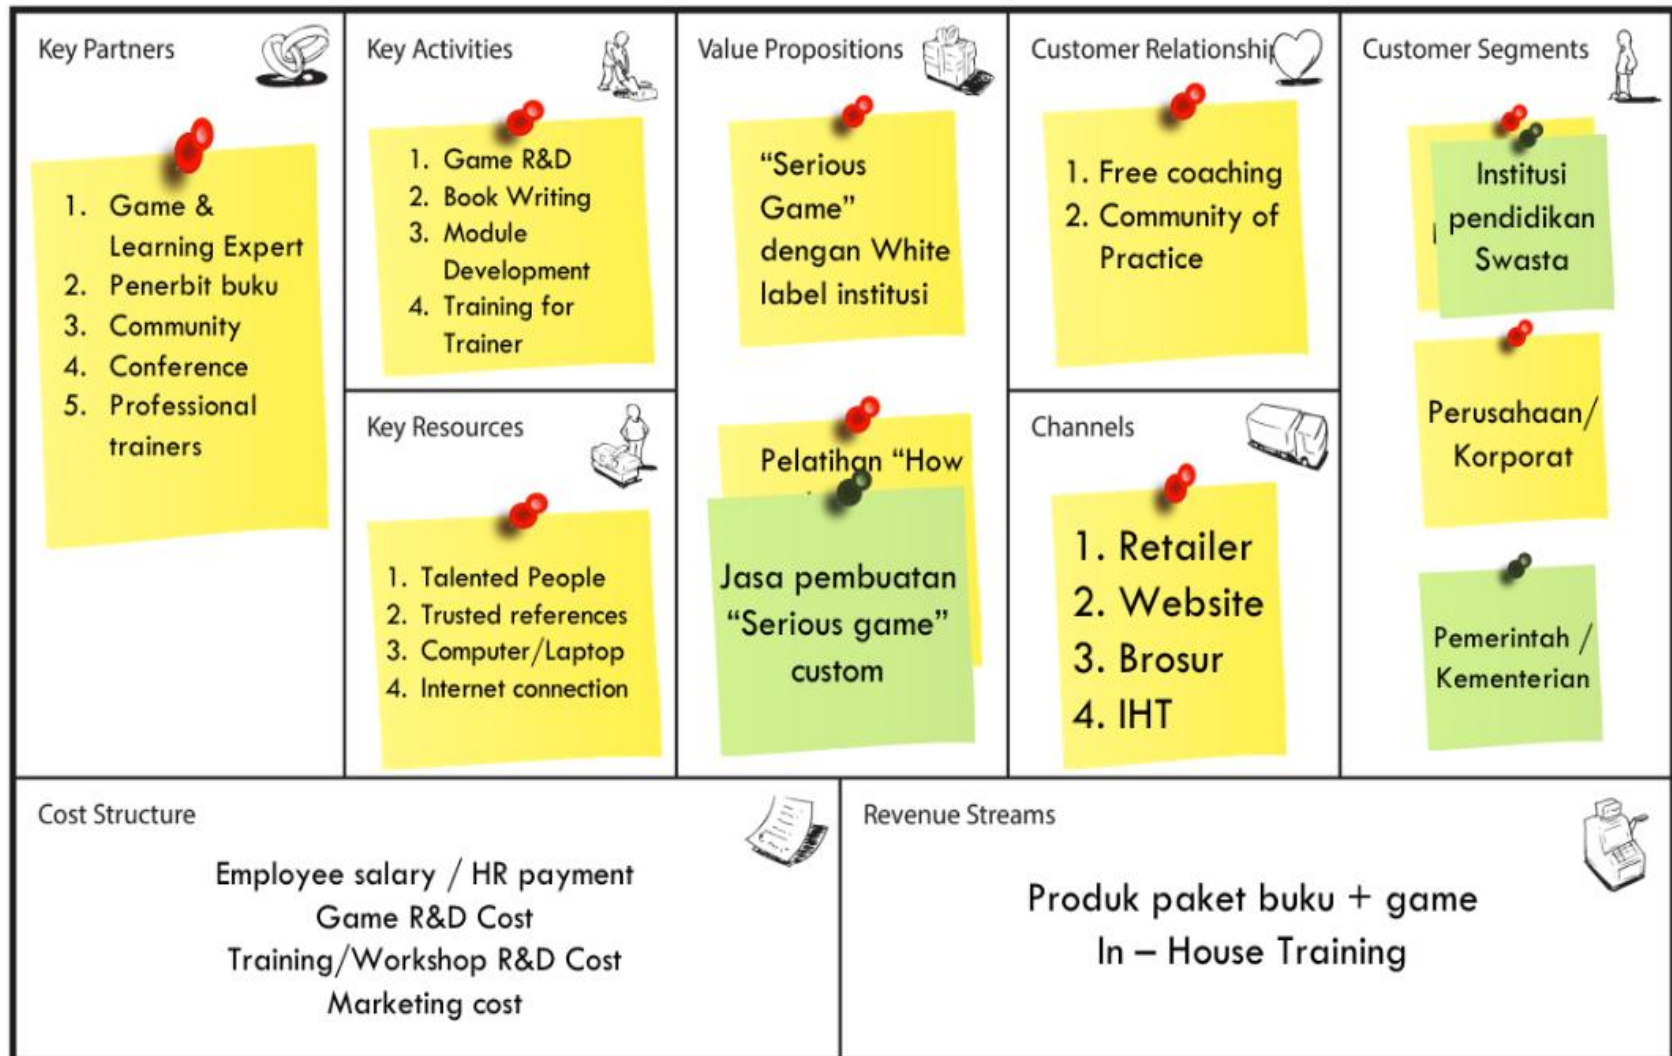 Key Partners
1. Game &
Learning Expert
2. Penerbit buku
3. Community
4. Conference
5. Professional
trainers
Key Activities
1. Game R&D
2. Book Writing
3. Module
Development
4. Training for
Trainer
Key Resources
1. Talented People
2. Trusted references
3. Computer/Laptop
4. Internet connection
Value Propositions
“Serious
Game”
dengan White
label institusi
Pelatihan “How
Jasa pembuatan
“Serious game”
custom
Customer Relationship
1. Free coaching
2. Community of
Practice
Channels
1. Retailer
2. Website
3. Brosur
4. IHT
Customer Segments
Institusi
pendidikan
Swasta
Perusahaan/
Korporat
Pemerintah /
Kementerian
Cost Structure
Employee salary / HR payment
Game R&D Cost
Training/Workshop R&D Cost
Marketing cost
Revenue Streams
Produk paket buku + game
In – House Training